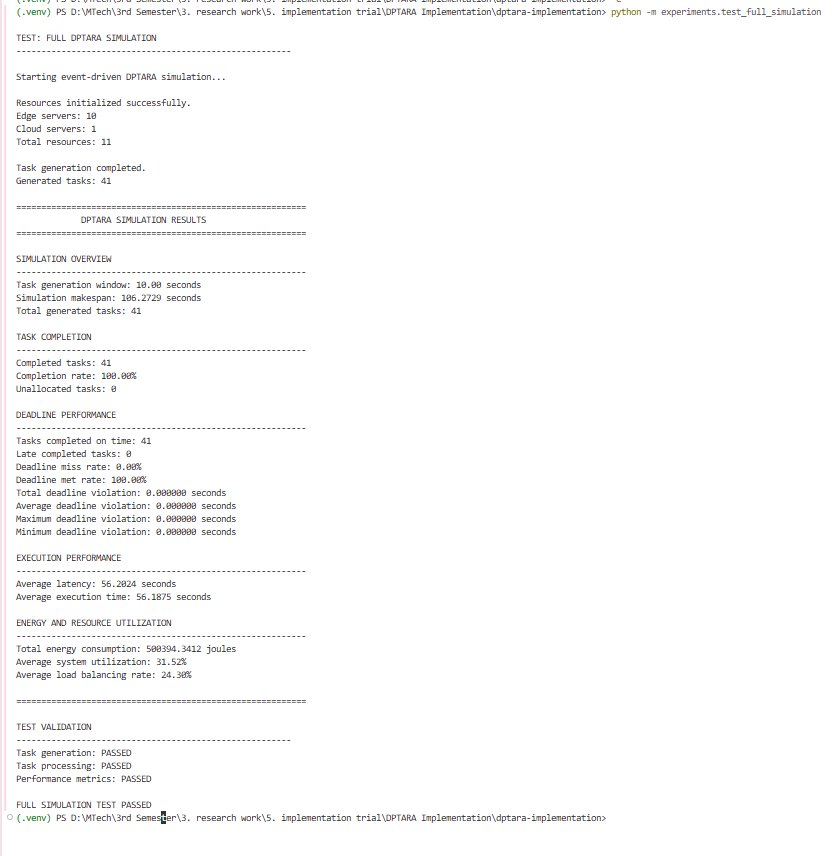 (.venv) PS D:\MTech\3rd Semester\3. research work\5. implementation trial\DPTARA Implementation\dptara-implementation> python -m experiments.test_full_simulation
TEST: FULL DPTARA SIMULATION
-------------------------------------------------------
Starting event-driven DPTARA simulation...
Resources initialized successfully.
Edge servers: 10
Cloud servers: 1
Total resources: 11
Task generation completed.
Generated tasks: 41
==========================================================
DPTARA SIMULATION RESULTS
==========================================================
SIMULATION OVERVIEW
----------------------------------------------------------
Task generation window: 10.00 seconds
Simulation makespan: 106.2729 seconds
Total generated tasks: 41
TASK COMPLETION
----------------------------------------------------------
Completed tasks: 41
Completion rate: 100.00%
Unallocated tasks: 0
DEADLINE PERFORMANCE
----------------------------------------------------------
Tasks completed on time: 41
Late completed tasks: 0
Deadline miss rate: 0.00%
Deadline met rate: 100.00%
Total deadline violation: 0.000000 seconds
Average deadline violation: 0.000000 seconds
Maximum deadline violation: 0.000000 seconds
Minimum deadline violation: 0.000000 seconds
EXECUTION PERFORMANCE
----------------------------------------------------------
Average latency: 56.2024 seconds
Average execution time: 56.1875 seconds
ENERGY AND RESOURCE UTILIZATION
----------------------------------------------------------
Total energy consumption: 500394.3412 joules
Average system utilization: 31.52%
Average load balancing rate: 24.30%
==========================================================
TEST VALIDATION
-------------------------------------------------------
Task generation: PASSED
Task processing: PASSED
Performance metrics: PASSED
FULL SIMULATION TEST PASSED
(.venv) PS D:\MTech\3rd Semester\3. research work\5. implementation trial\DPTARA Implementation\dptara-implementation>